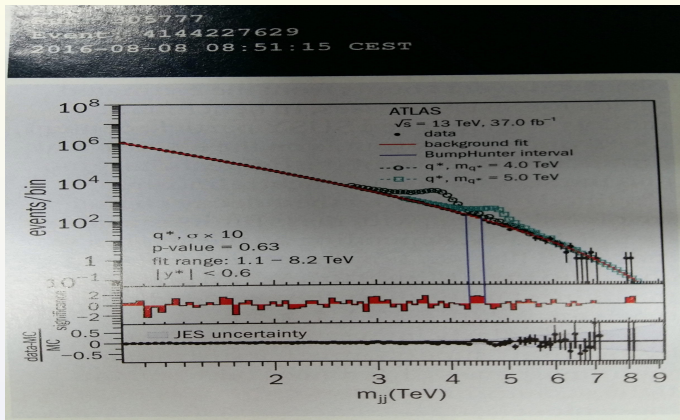 305777
Event: 4144227629
2016-08-08 08:51:15 CEST
10⁸
ATLAS
√s = 13 TeV, 37.0 fb⁻¹
data
background fit
BumpHunter interval
q*, m_q* = 4.0 TeV
q*, m_q* = 5.0 TeV
10⁶
10⁴
10²
1
events/bin
q*, σ × 10
p-value = 0.63
fit range: 1.1 – 8.2 TeV
|y*| < 0.6
significance
2
0
−2
data-MC
MC
0.5
0
−0.5
JES uncertainty
2 3 4 5 6 7 8 9
m_jj (TeV)